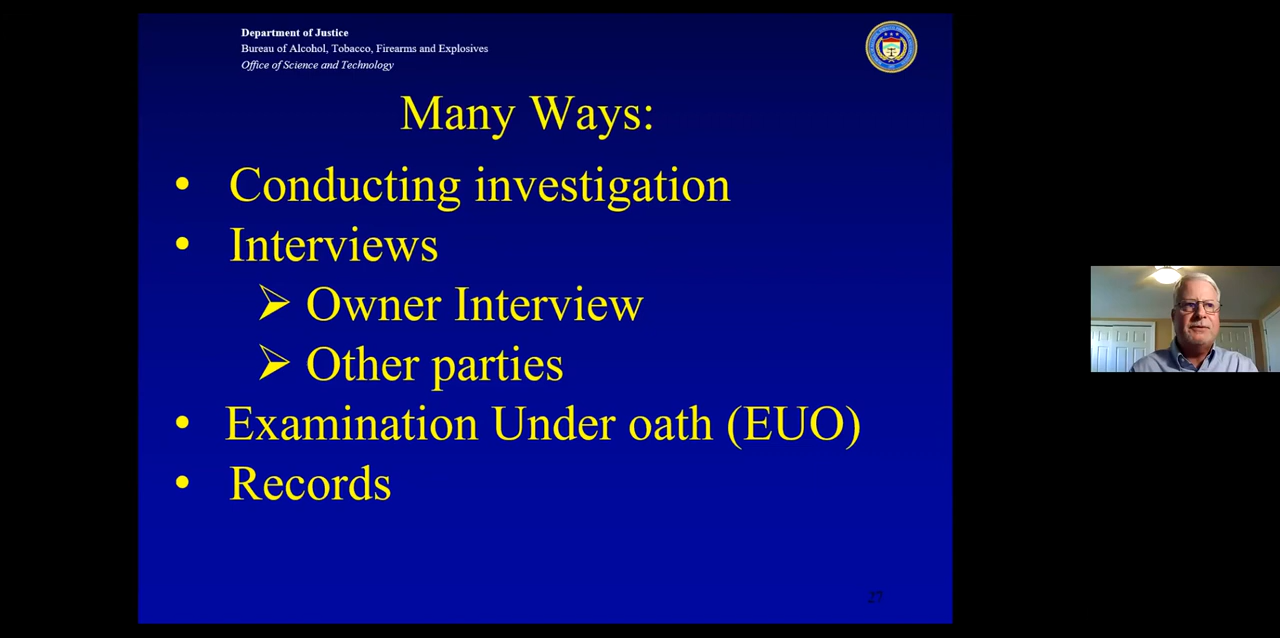 Department of Justice
Bureau of Alcohol, Tobacco, Firearms and Explosives
Office of Science and Technology
Many Ways:
• Conducting investigation
• Interviews
➢ Owner Interview
➢ Other parties
• Examination Under oath (EUO)
• Records
27